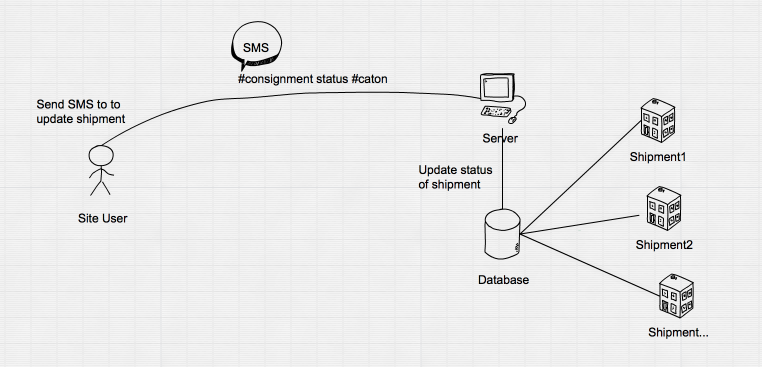 SMS
#consignment status #caton
Send SMS to to
update shipment
Server
Shipment1
Update status
of shipment
Site User
Shipment2
Database
Shipment...